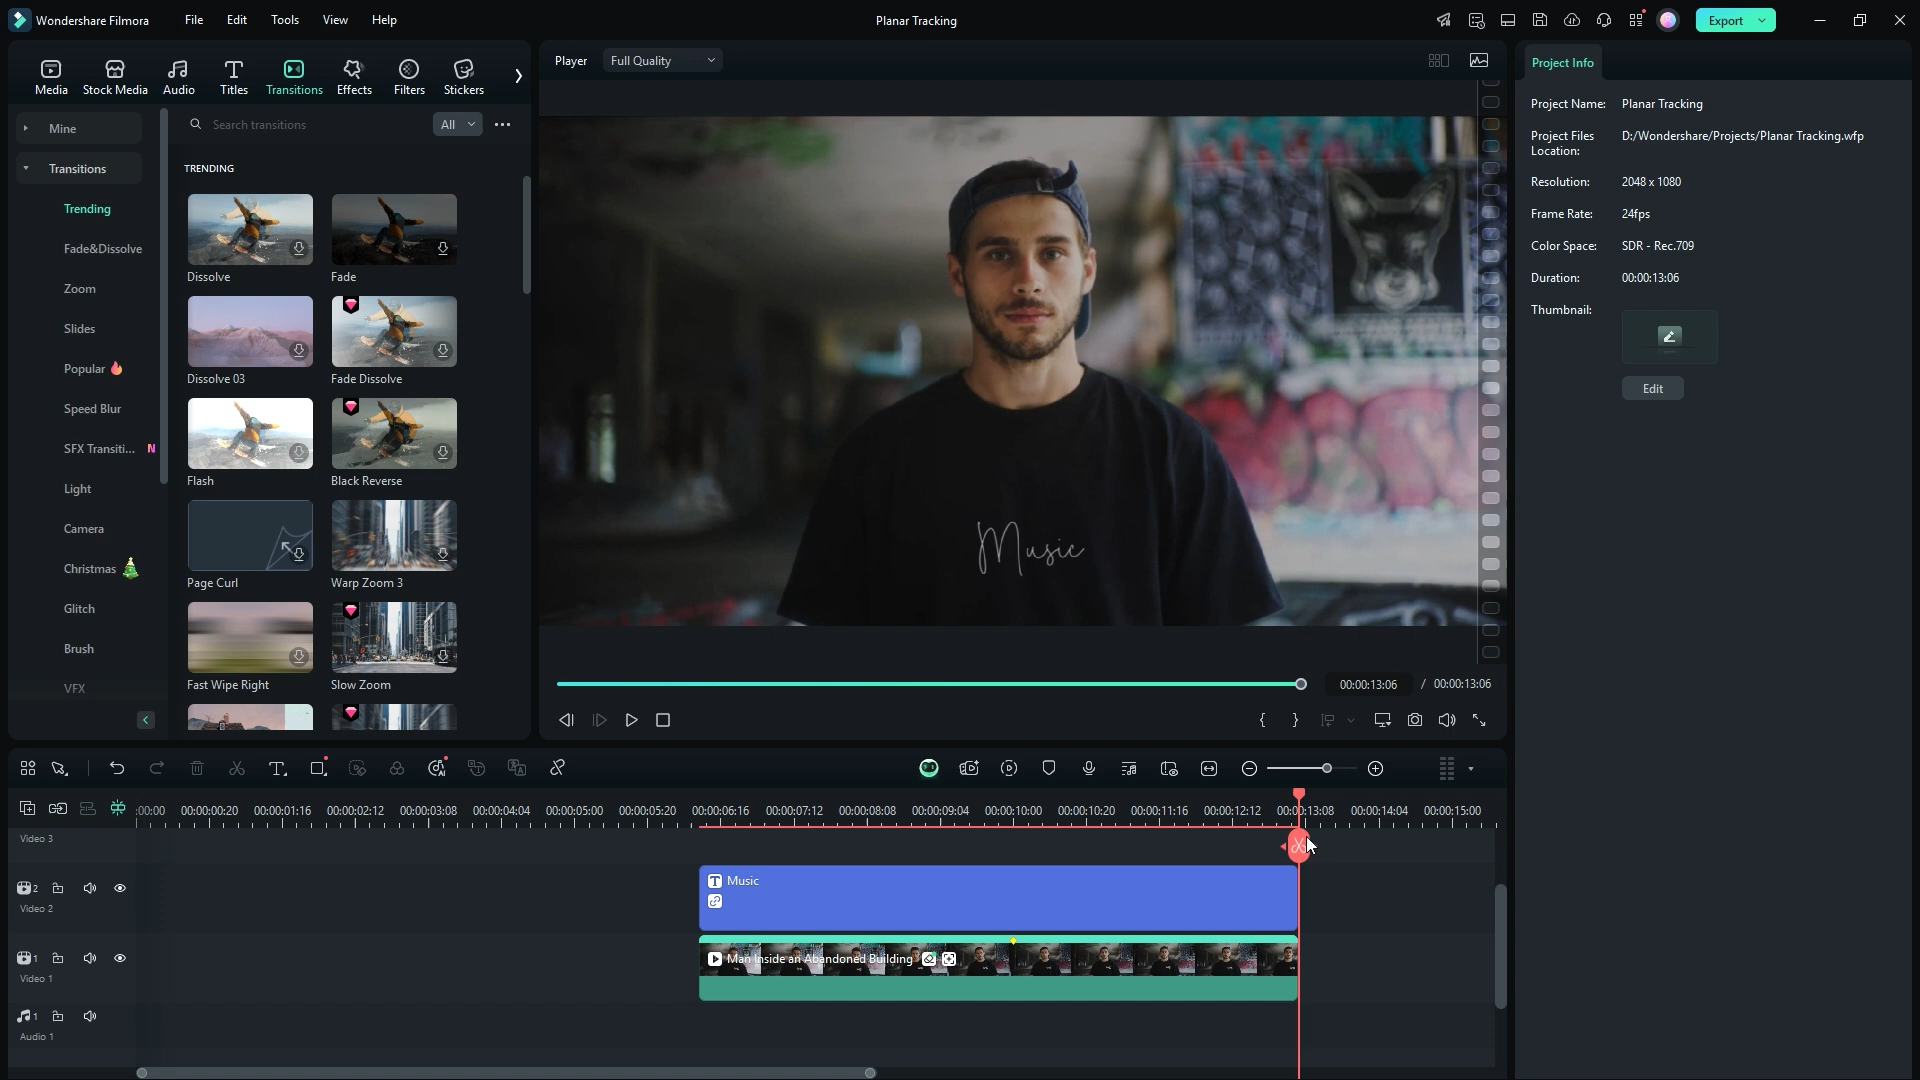 Wondershare Filmora
File
Edit
Tools
View
Help
Planar Tracking
Export
Media
Stock Media
Audio
Titles
Transitions
Effects
Filters
Stickers
Player
Full Quality
Project Info
Mine
Search transitions
All
Project Name:
Planar Tracking
Project Files Location:
D:/Wondershare/Projects/Planar Tracking.wfp
Resolution:
2048 x 1080
Frame Rate:
24fps
Color Space:
SDR - Rec.709
Duration:
00:00:13:06
Thumbnail:
Edit
Transitions
Trending
Fade&Dissolve
Zoom
Slides
Popular
Speed Blur
SFX Transiti...
N
Light
Camera
Christmas
Glitch
Brush
VFX
TRENDING
Dissolve
Fade
Dissolve 03
Fade Dissolve
Flash
Black Reverse
Page Curl
Warp Zoom 3
Fast Wipe Right
Slow Zoom
Music
00:00:13:06
/ 00:00:13:06
:00:00
00:00:00:20
00:00:01:16
00:00:02:12
00:00:03:08
00:00:04:04
00:00:05:00
00:00:05:20
00:00:06:16
00:00:07:12
00:00:08:08
00:00:09:04
00:00:10:00
00:00:10:20
00:00:11:16
00:00:12:12
00:00:13:08
00:00:14:04
00:00:15:00
Video 3
2
Video 2
T Music
1
Video 1
Man Inside an Abandoned Building
1
Audio 1